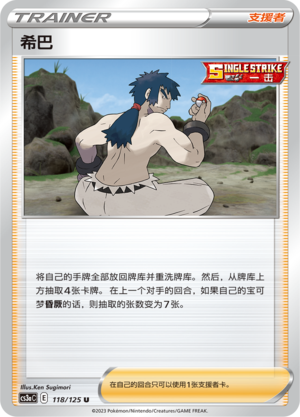 TRAINER 支援者
希巴
SINGLE STRIKE
一击
将自己的手牌全部放回牌库并重洗牌库。然后，从牌库上
方抽取4张卡牌。在上一个对手的回合，如果自己的宝可
梦昏厥的话，则抽取的张数变为7张。
Illus.Ken Sugimori
在自己的回合只可以使用1张支援者卡。
CS3aC E 118/125 U
©2023 Pokémon/Nintendo/Creatures/GAME FREAK.